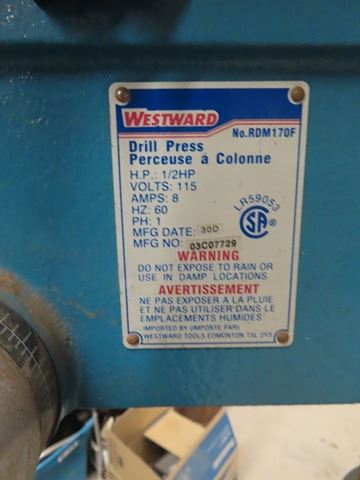 WESTWARD
No.RDM170F
Drill Press
Perceuse à Colonne
H.P.: 1/2HP
VOLTS: 115
AMPS: 8
HZ: 60
PH: 1
MFG DATE: 30D
MFG NO: 03C07729
LR59053
SA
WARNING
DO NOT EXPOSE TO RAIN
OR USE IN DAMP LOCATIONS
AVERTISSEMENT
NE PAS EXPOSER A LA PLUIE
ET NE PAS UTILISER DANS LE
EMPLACEMENTS HUMIDES
IMPORTED BY (IMPORTE PAR)
WESTWARD TOOLS EDMONTON T5L 2Y3